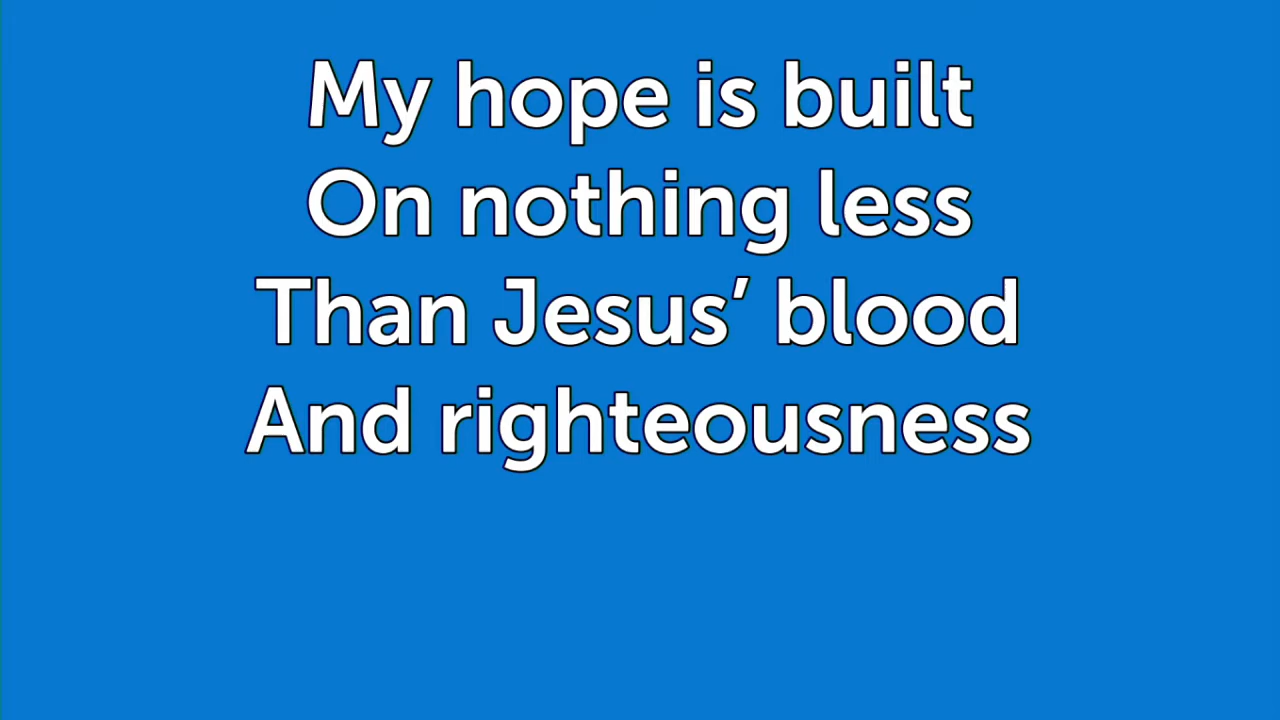 My hope is built
On nothing less
Than Jesus’ blood
And righteousness